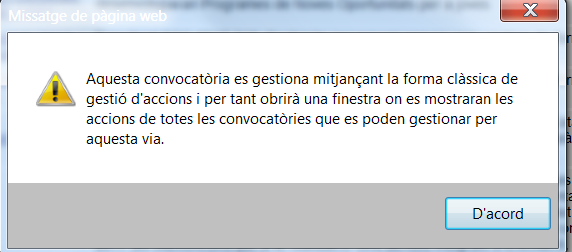 Missatge de pàgina web
Aquesta convocatòria es gestiona mitjançant la forma clàssica de
gestió d'accions i per tant obrirà una finestra on es mostraran les
accions de totes les convocatòries que es poden gestionar per
aquesta via.
D'acord